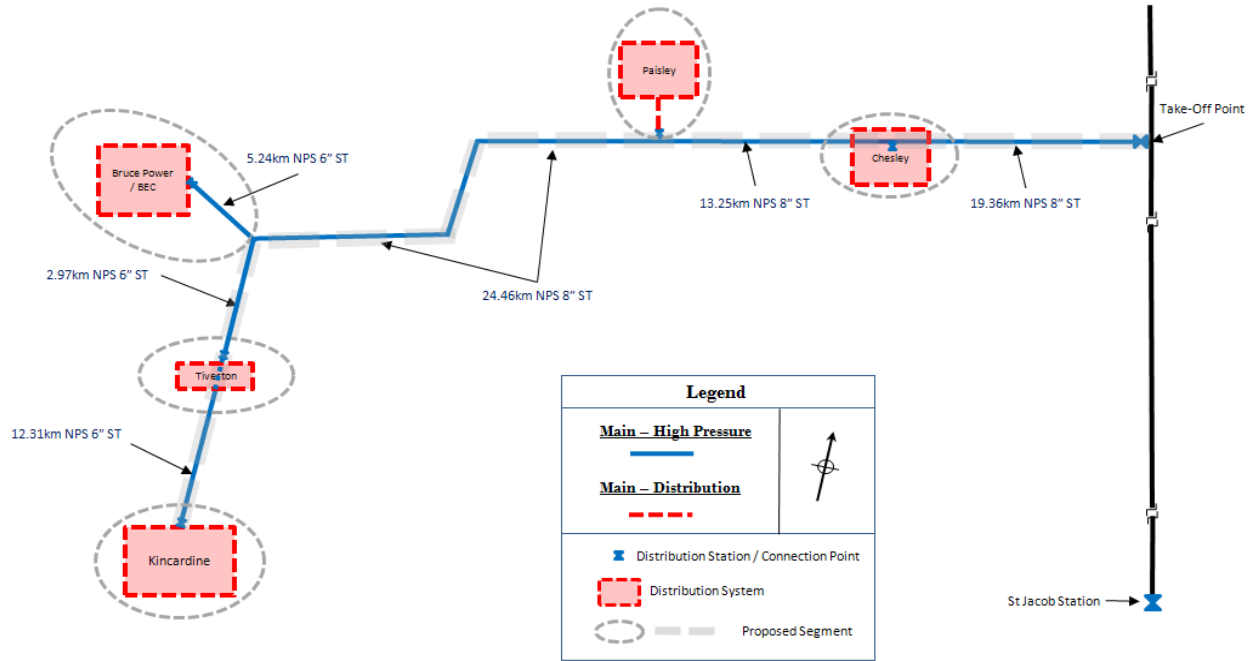 Paisley
Take-Off Point
Bruce Power
/ BEC
5.24km NPS 6” ST
Chesley
13.25km NPS 8” ST
19.36km NPS 8” ST
2.97km NPS 6” ST
24.46km NPS 8” ST
Tiverton
12.31km NPS 6” ST
Kincardine
Legend
Main – High Pressure
Main – Distribution
Distribution Station / Connection Point
Distribution System
Proposed Segment
St Jacob Station